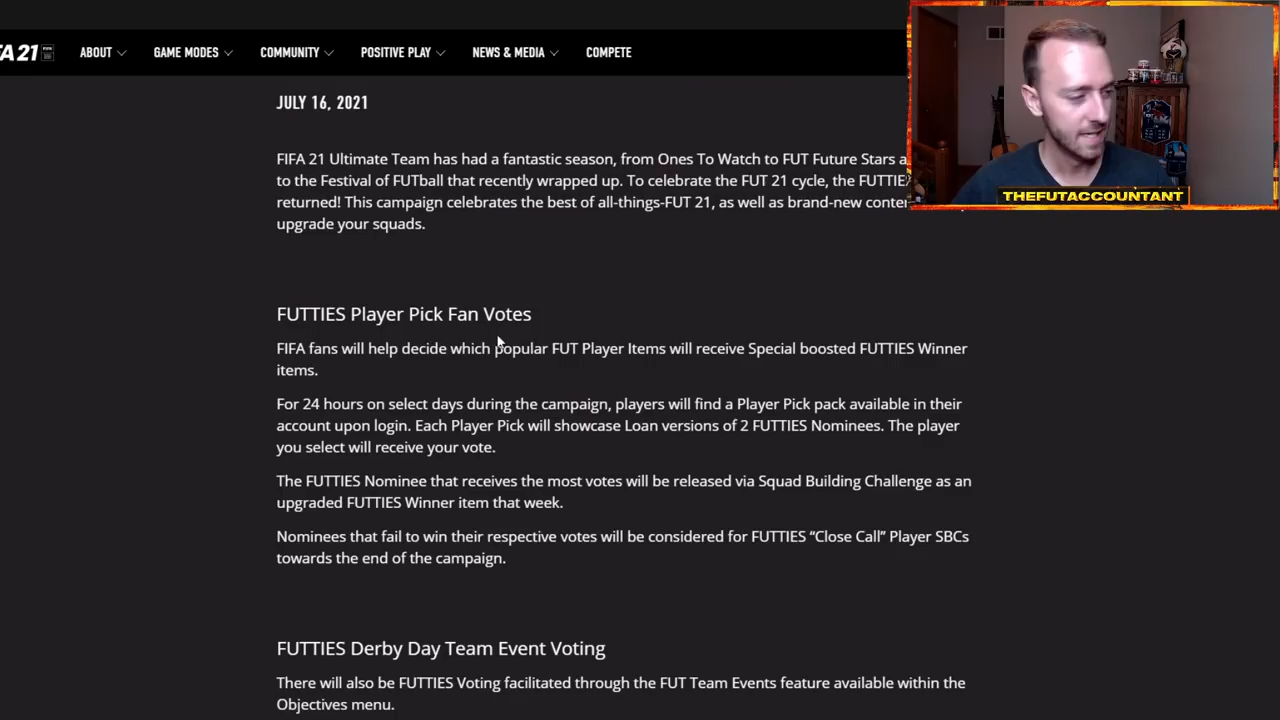 FA 21
ABOUT
GAME MODES
COMMUNITY
POSITIVE PLAY
NEWS & MEDIA
COMPETE
JULY 16, 2021
FIFA 21 Ultimate Team has had a fantastic season, from Ones To Watch to FUT Future Stars a
to the Festival of FUTball that recently wrapped up. To celebrate the FUT 21 cycle, the FUTTIE
returned! This campaign celebrates the best of all-things-FUT 21, as well as brand-new conte
upgrade your squads.
THEFUTACCOUNTANT
FUTTIES Player Pick Fan Votes
FIFA fans will help decide which popular FUT Player Items will receive Special boosted FUTTIES Winner
items.
For 24 hours on select days during the campaign, players will find a Player Pick pack available in their
account upon login. Each Player Pick will showcase Loan versions of 2 FUTTIES Nominees. The player
you select will receive your vote.
The FUTTIES Nominee that receives the most votes will be released via Squad Building Challenge as an
upgraded FUTTIES Winner item that week.
Nominees that fail to win their respective votes will be considered for FUTTIES “Close Call” Player SBCs
towards the end of the campaign.
FUTTIES Derby Day Team Event Voting
There will also be FUTTIES Voting facilitated through the FUT Team Events feature available within the
Objectives menu.